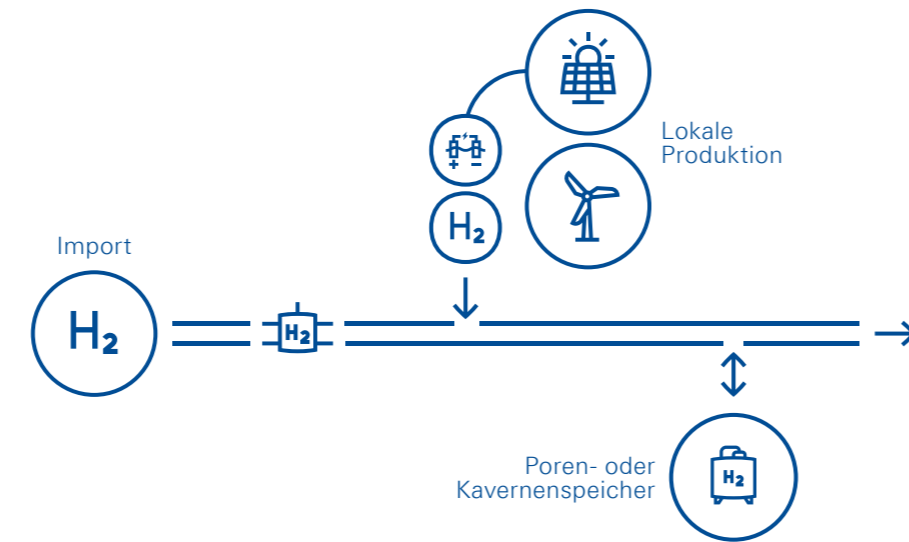 Lokale
Produktion
+ −
H₂
Import
H₂
H₂
Poren- oder
Kavernenspeicher
H₂